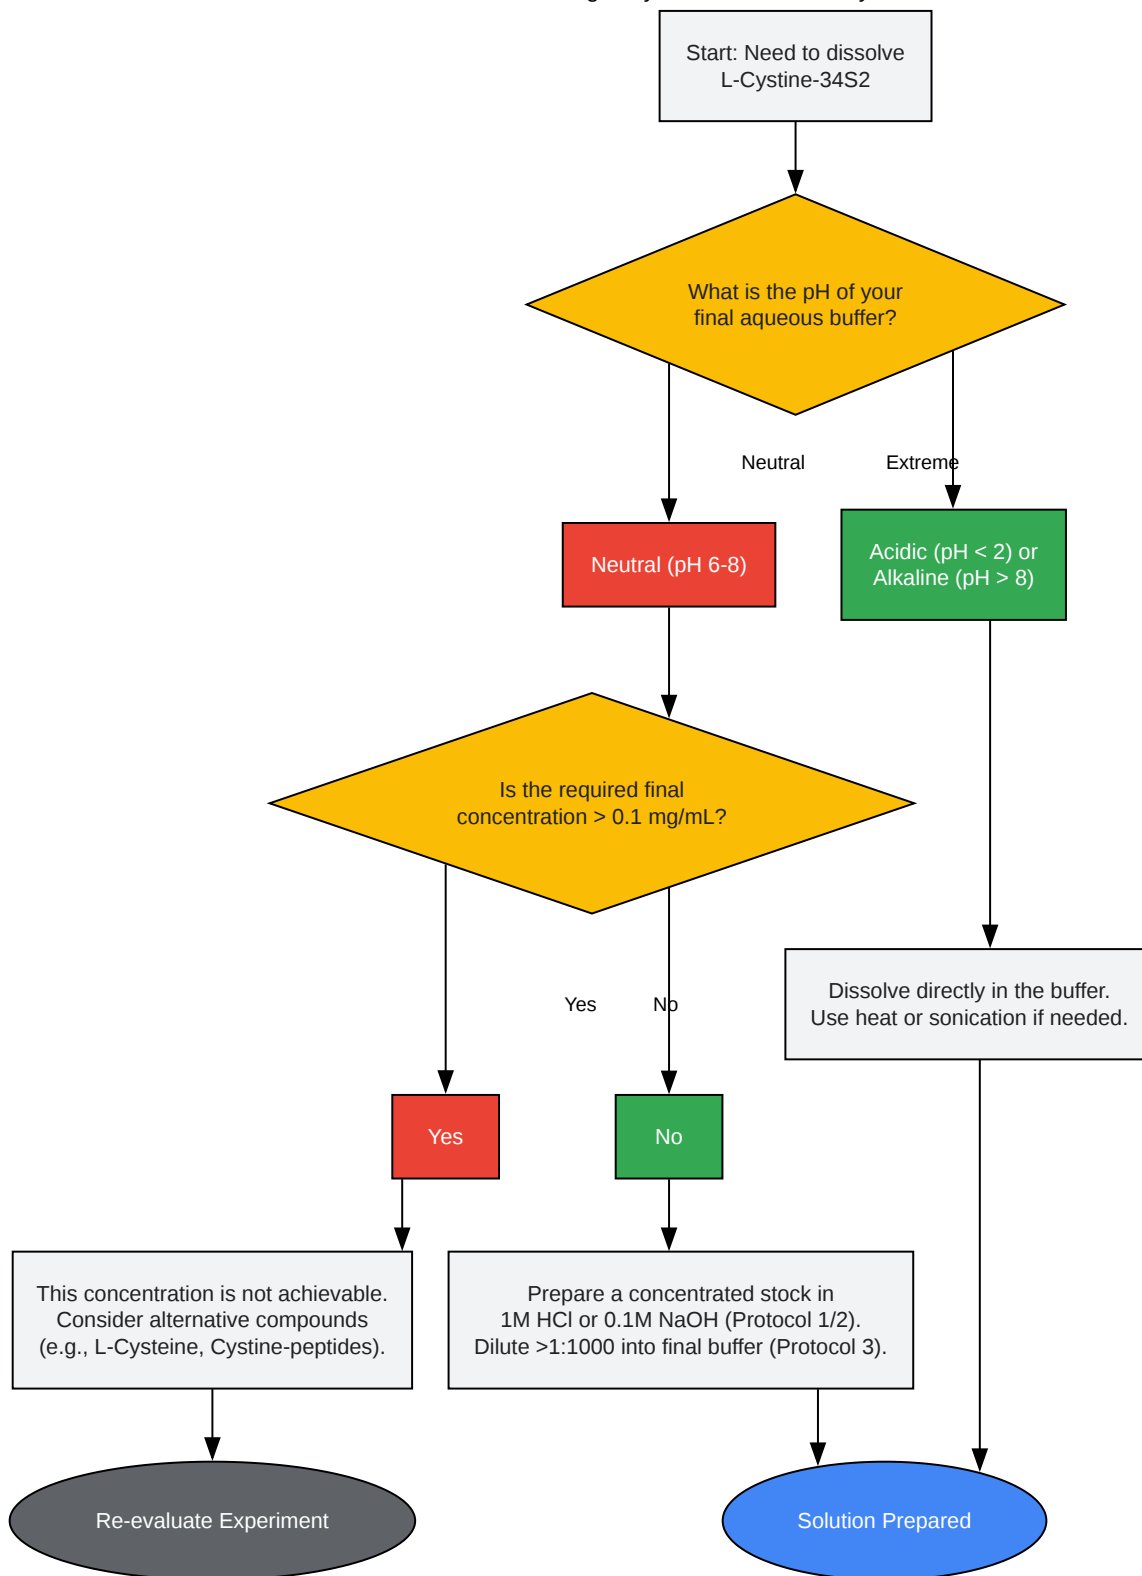 Start: Need to dissolve
L-Cystine-34S2
What is the pH of your
final aqueous buffer?
Neutral
Extreme
Neutral (pH 6-8)
Acidic (pH < 2) or
Alkaline (pH > 8)
Is the required final
concentration > 0.1 mg/mL?
Dissolve directly in the buffer.
Use heat or sonication if needed.
Yes
No
Yes
No
This concentration is not achievable.
Consider alternative compounds
(e.g., L-Cysteine, Cystine-peptides).
Prepare a concentrated stock in
1M HCl or 0.1M NaOH (Protocol 1/2).
Dilute >1:1000 into final buffer (Protocol 3).
Re-evaluate Experiment
Solution Prepared